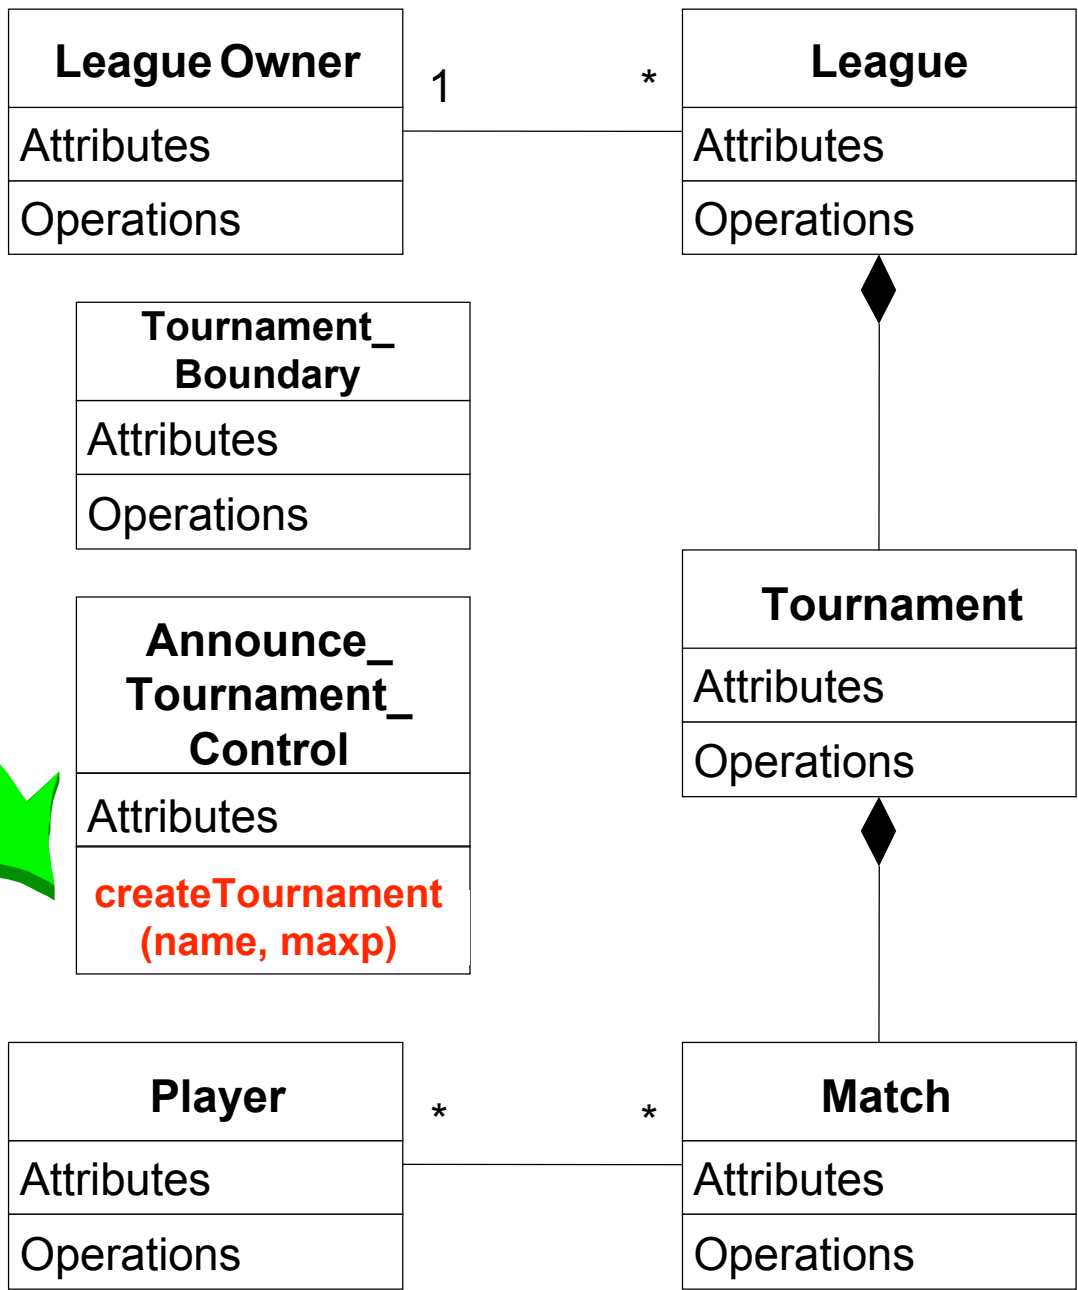 League Owner
Attributes
Operations
1
*
League
Attributes
Operations
Tournament_
Boundary
Attributes
Operations
Announce_
Tournament_
Control
Attributes
createTournament
(name, maxp)
Tournament
Attributes
Operations
Player
Attributes
Operations
*
*
Match
Attributes
Operations